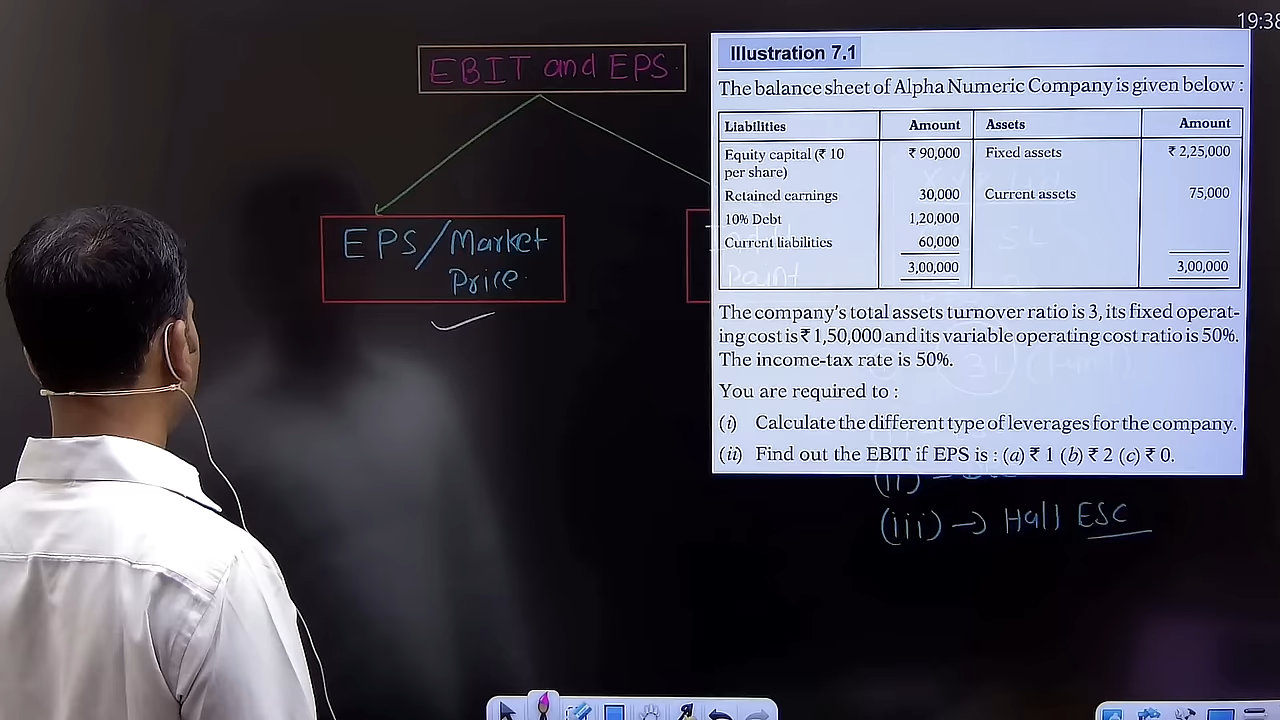 19:38
EBIT and EPS.
EPS/Market
Price.
Illustration 7.1
The balance sheet of Alpha Numeric Company is given below :
Liabilities Amount Assets Amount
Equity capital (₹ 10 per share) ₹ 90,000 Fixed assets ₹ 2,25,000
Retained earnings 30,000 Current assets 75,000
10% Debt 1,20,000
Current liabilities 60,000
3,00,000 3,00,000
The company's total assets turnover ratio is 3, its fixed operat-
ing cost is ₹ 1,50,000 and its variable operating cost ratio is 50%.
The income-tax rate is 50%.
You are required to :
(i) Calculate the different type of leverages for the company.
(ii) Find out the EBIT if EPS is : (a) ₹ 1 (b) ₹ 2 (c) ₹ 0.
Point
(ii) →
(iii) → Half ESC